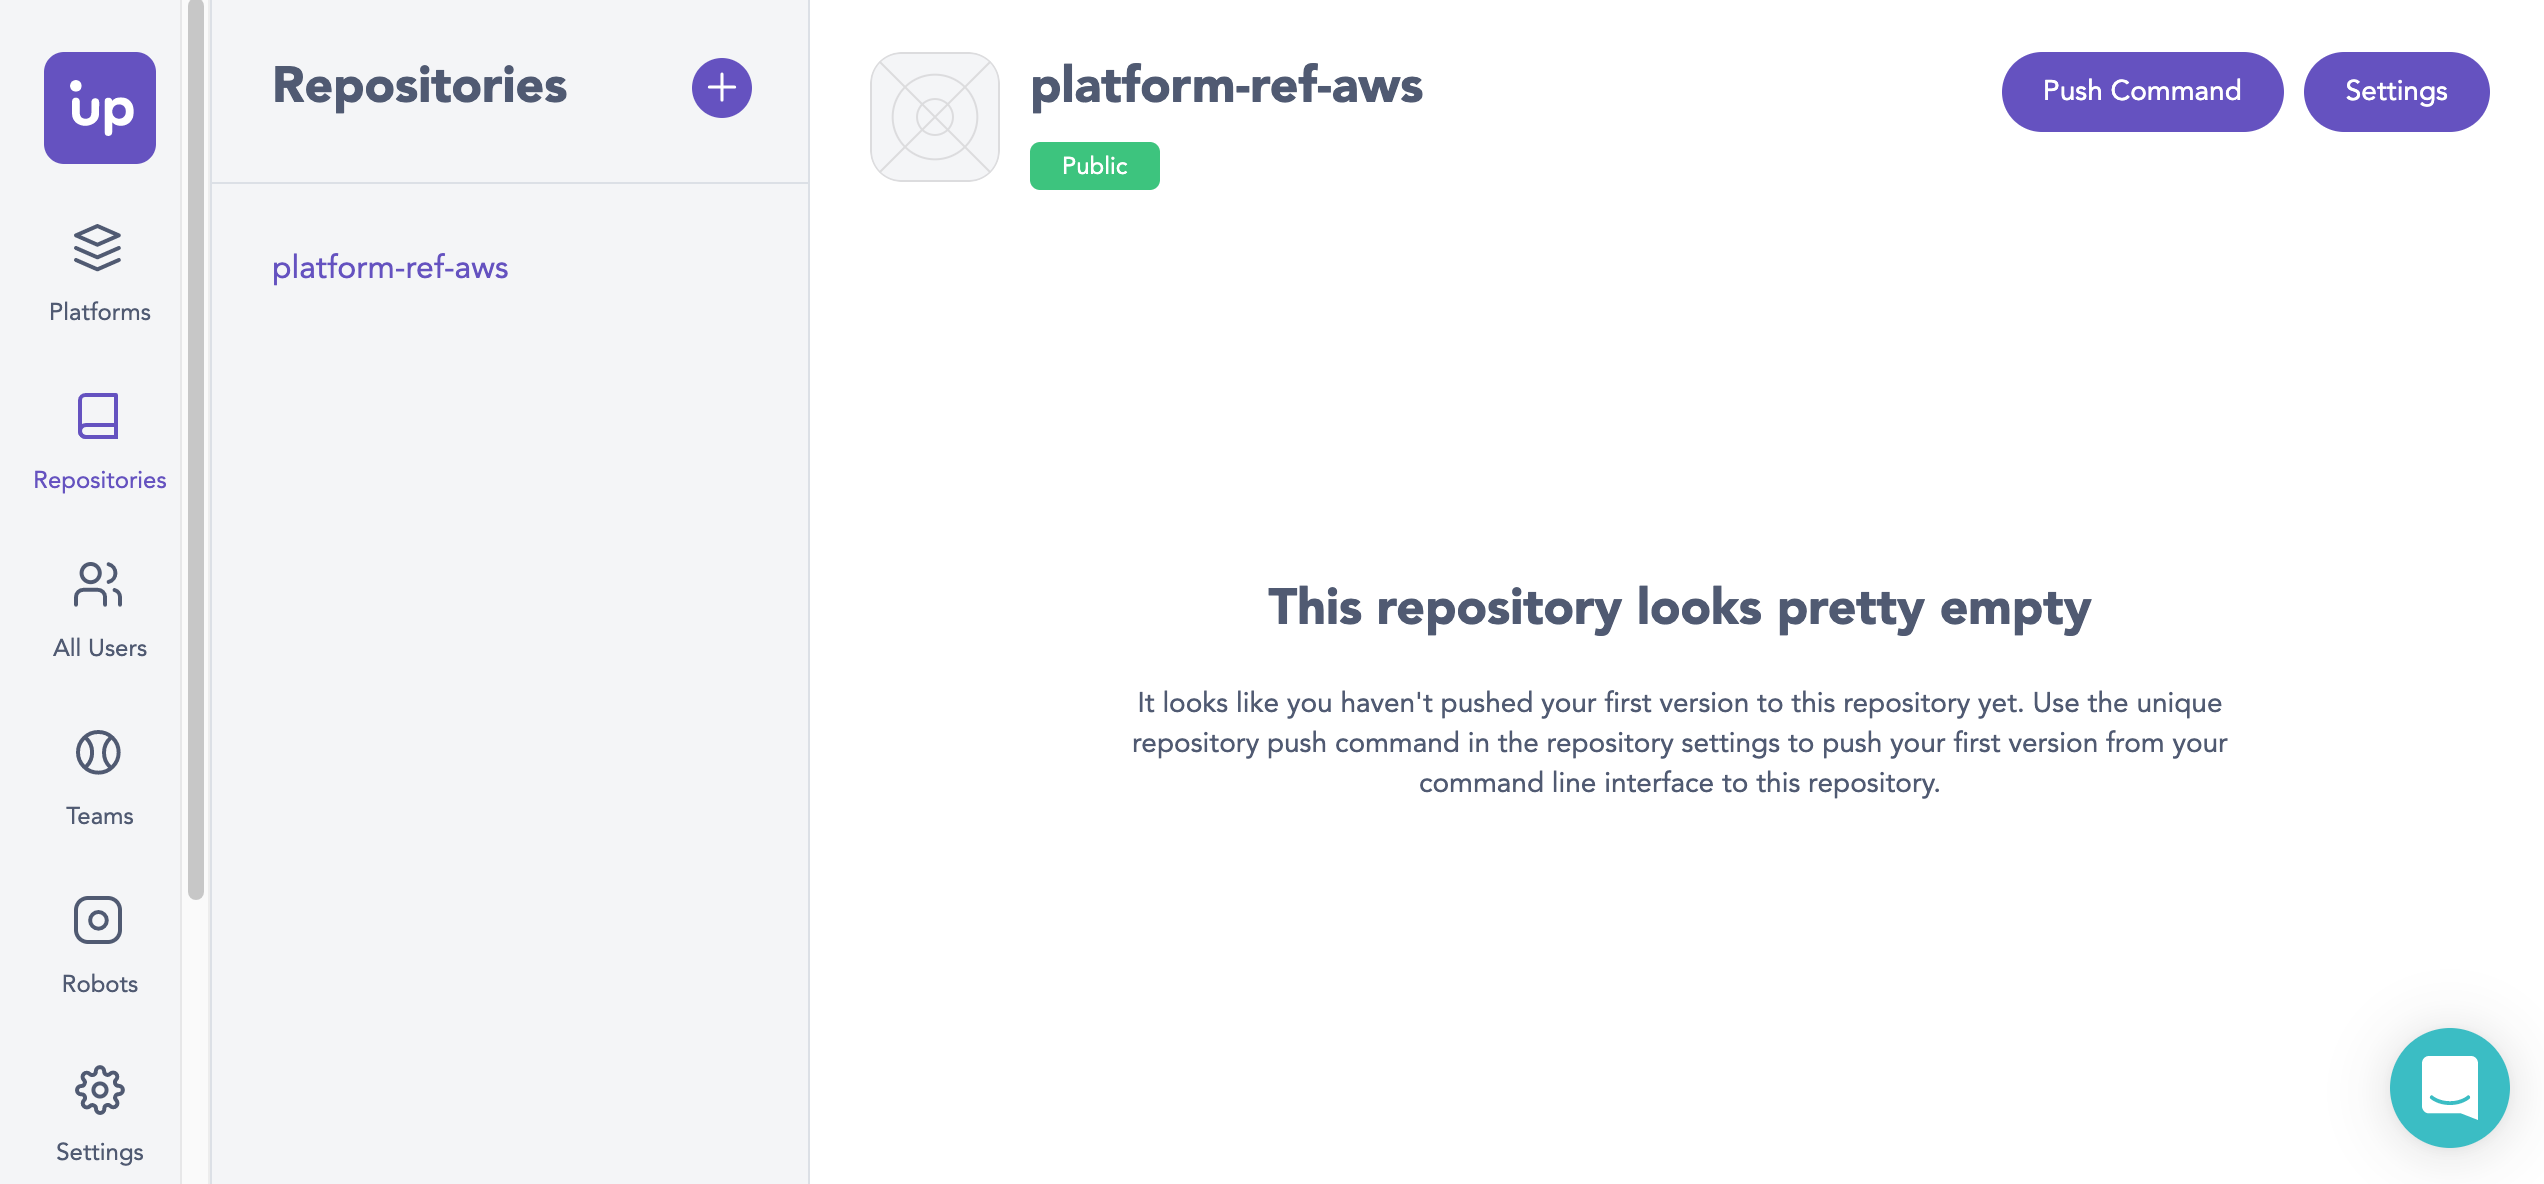 up
Platforms
Repositories
All Users
Teams
Robots
Settings
Repositories
platform-ref-aws
platform-ref-aws
Public
Push Command
Settings
This repository looks pretty empty
It looks like you haven't pushed your first version to this repository yet. Use the unique
repository push command in the repository settings to push your first version from your
command line interface to this repository.